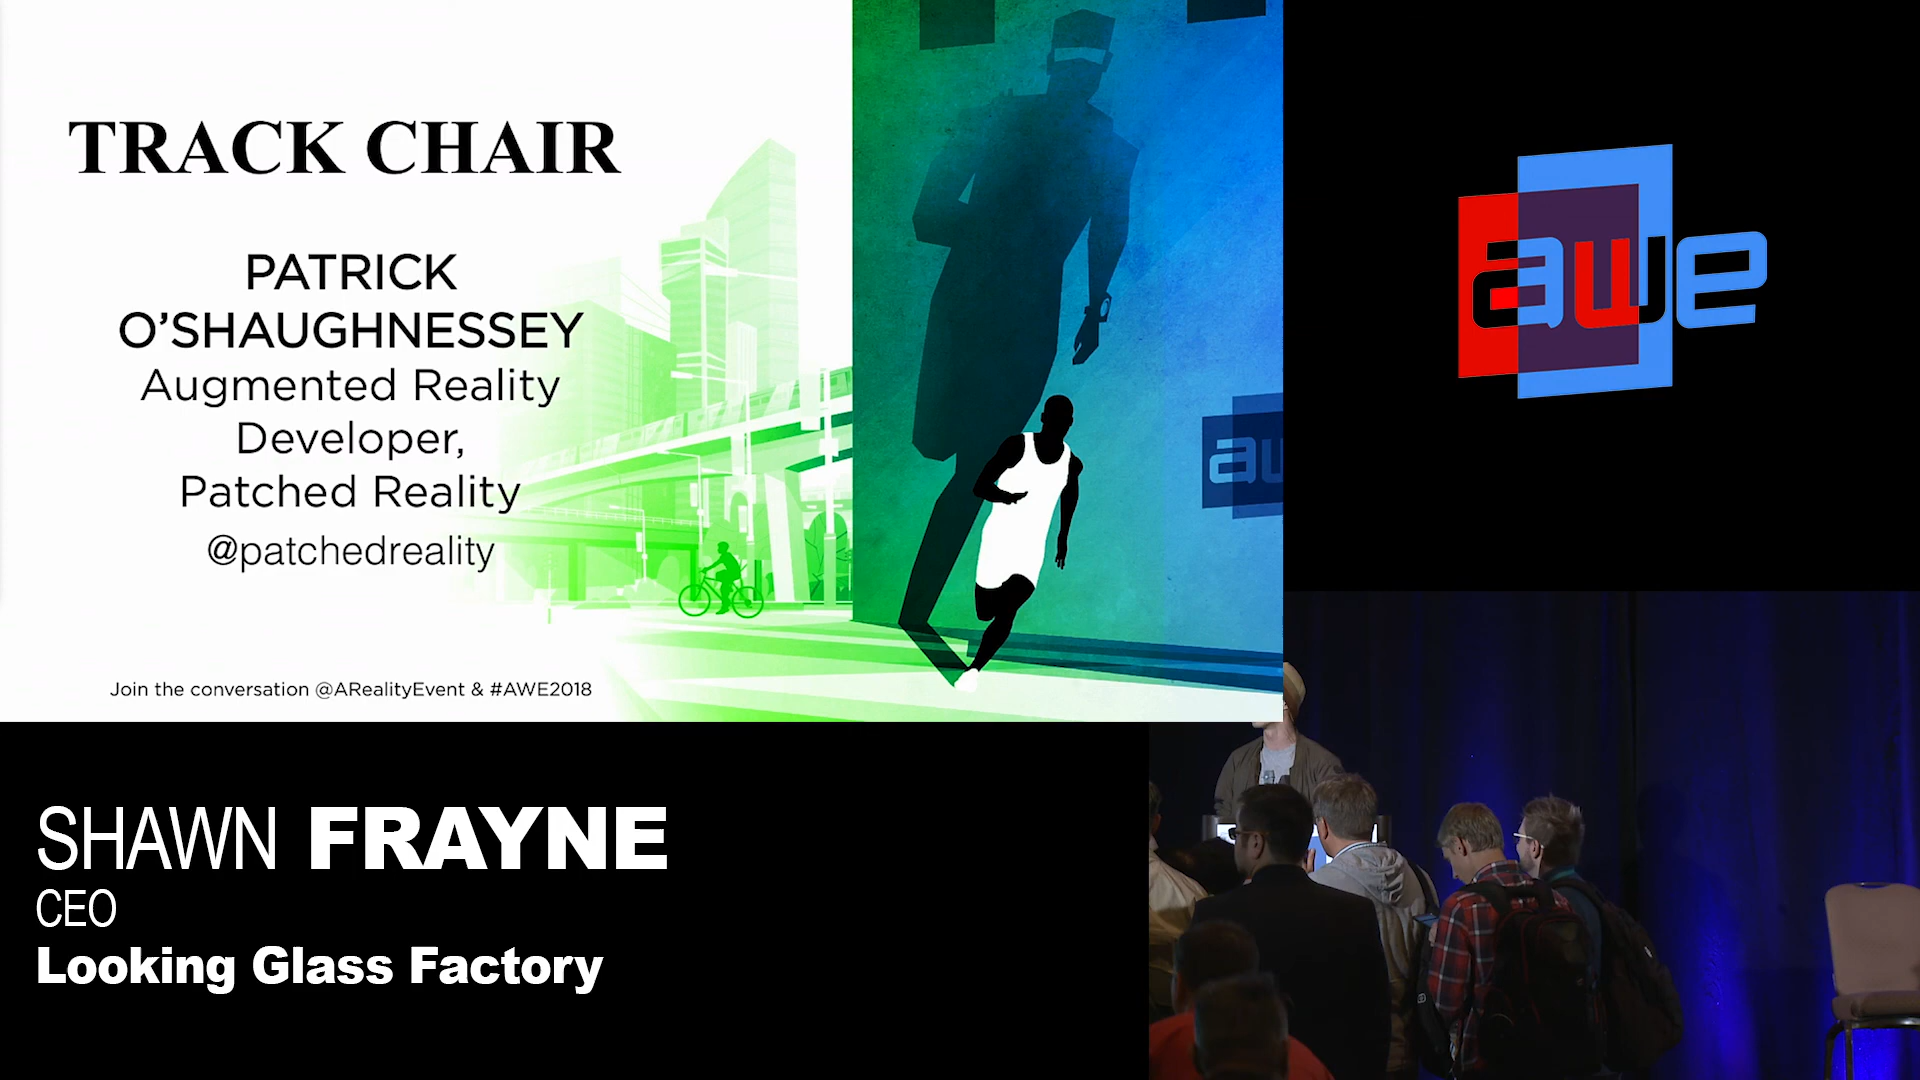 TRACK CHAIR
PATRICK
O’SHAUGHNESSEY
Augmented Reality
Developer,
Patched Reality
@patchedreality
Join the conversation @ARealityEvent & #AWE2018
awe
SHAWN FRAYNE
CEO
Looking Glass Factory